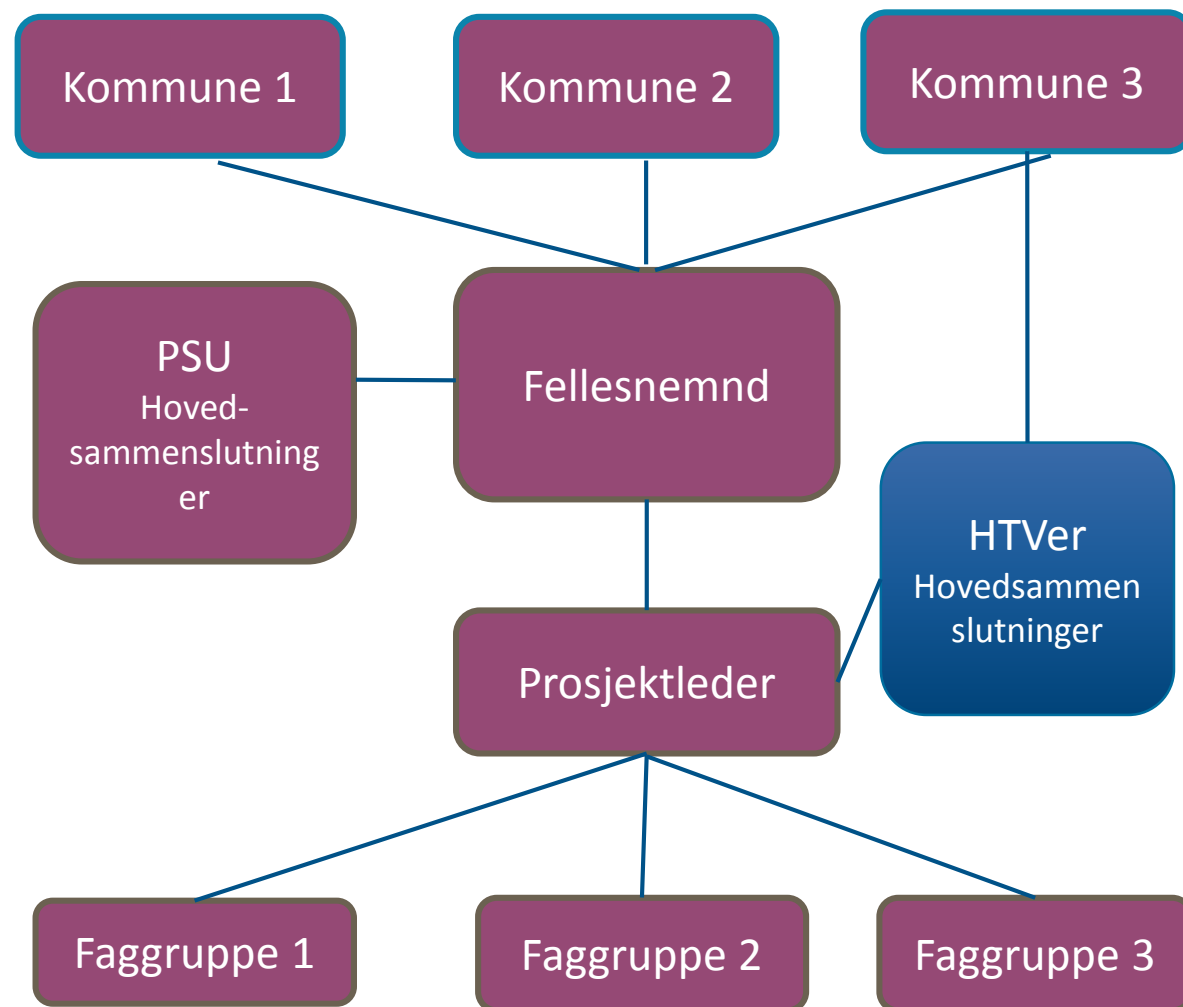 Kommune 1
Kommune 2
Kommune 3
PSU
Hoved-
sammenslutning
er
Fellesnemnd
HTVer
Hovedsammen
slutninger
Prosjektleder
Faggruppe 1
Faggruppe 2
Faggruppe 3